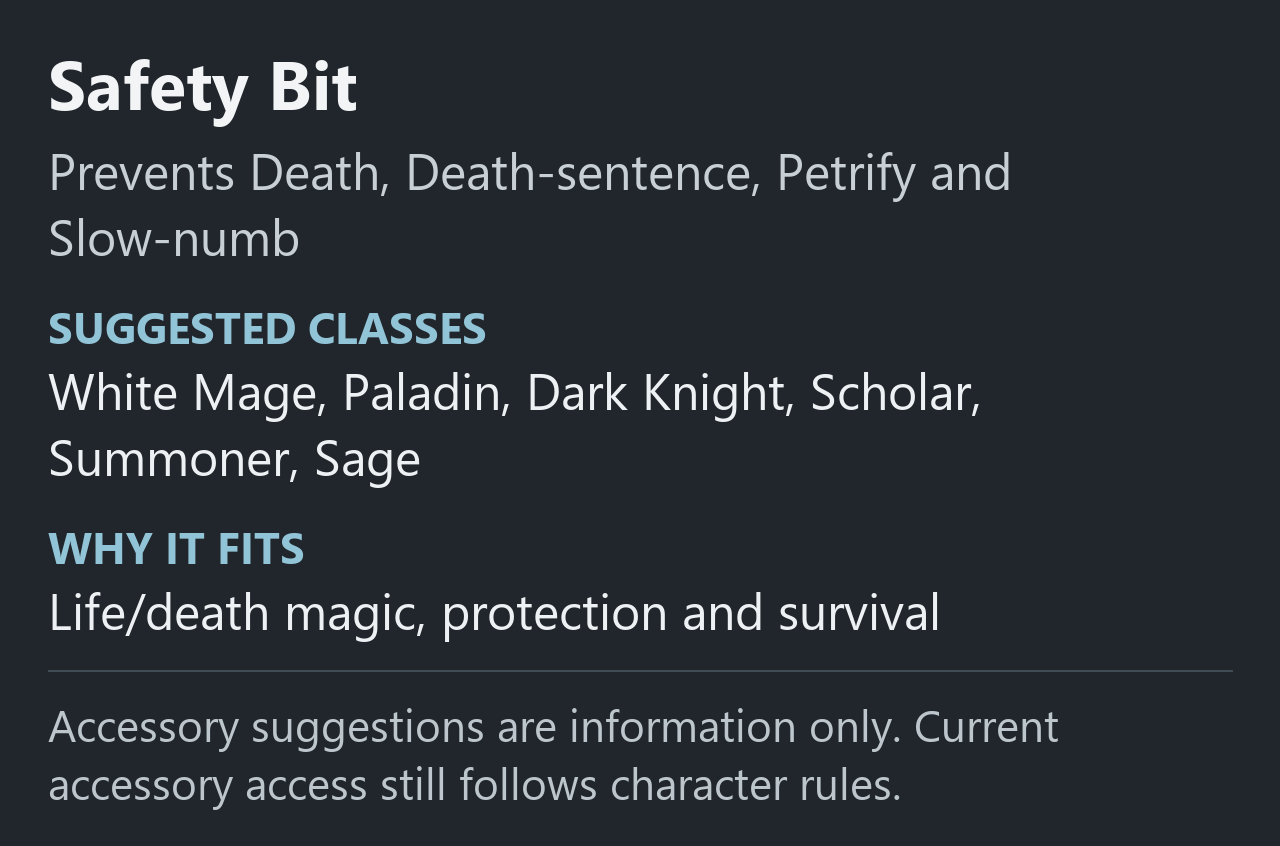 Safety Bit
Prevents Death, Death-sentence, Petrify and
Slow-numb
SUGGESTED CLASSES
White Mage, Paladin, Dark Knight, Scholar,
Summoner, Sage
WHY IT FITS
Life/death magic, protection and survival
Accessory suggestions are information only. Current
accessory access still follows character rules.